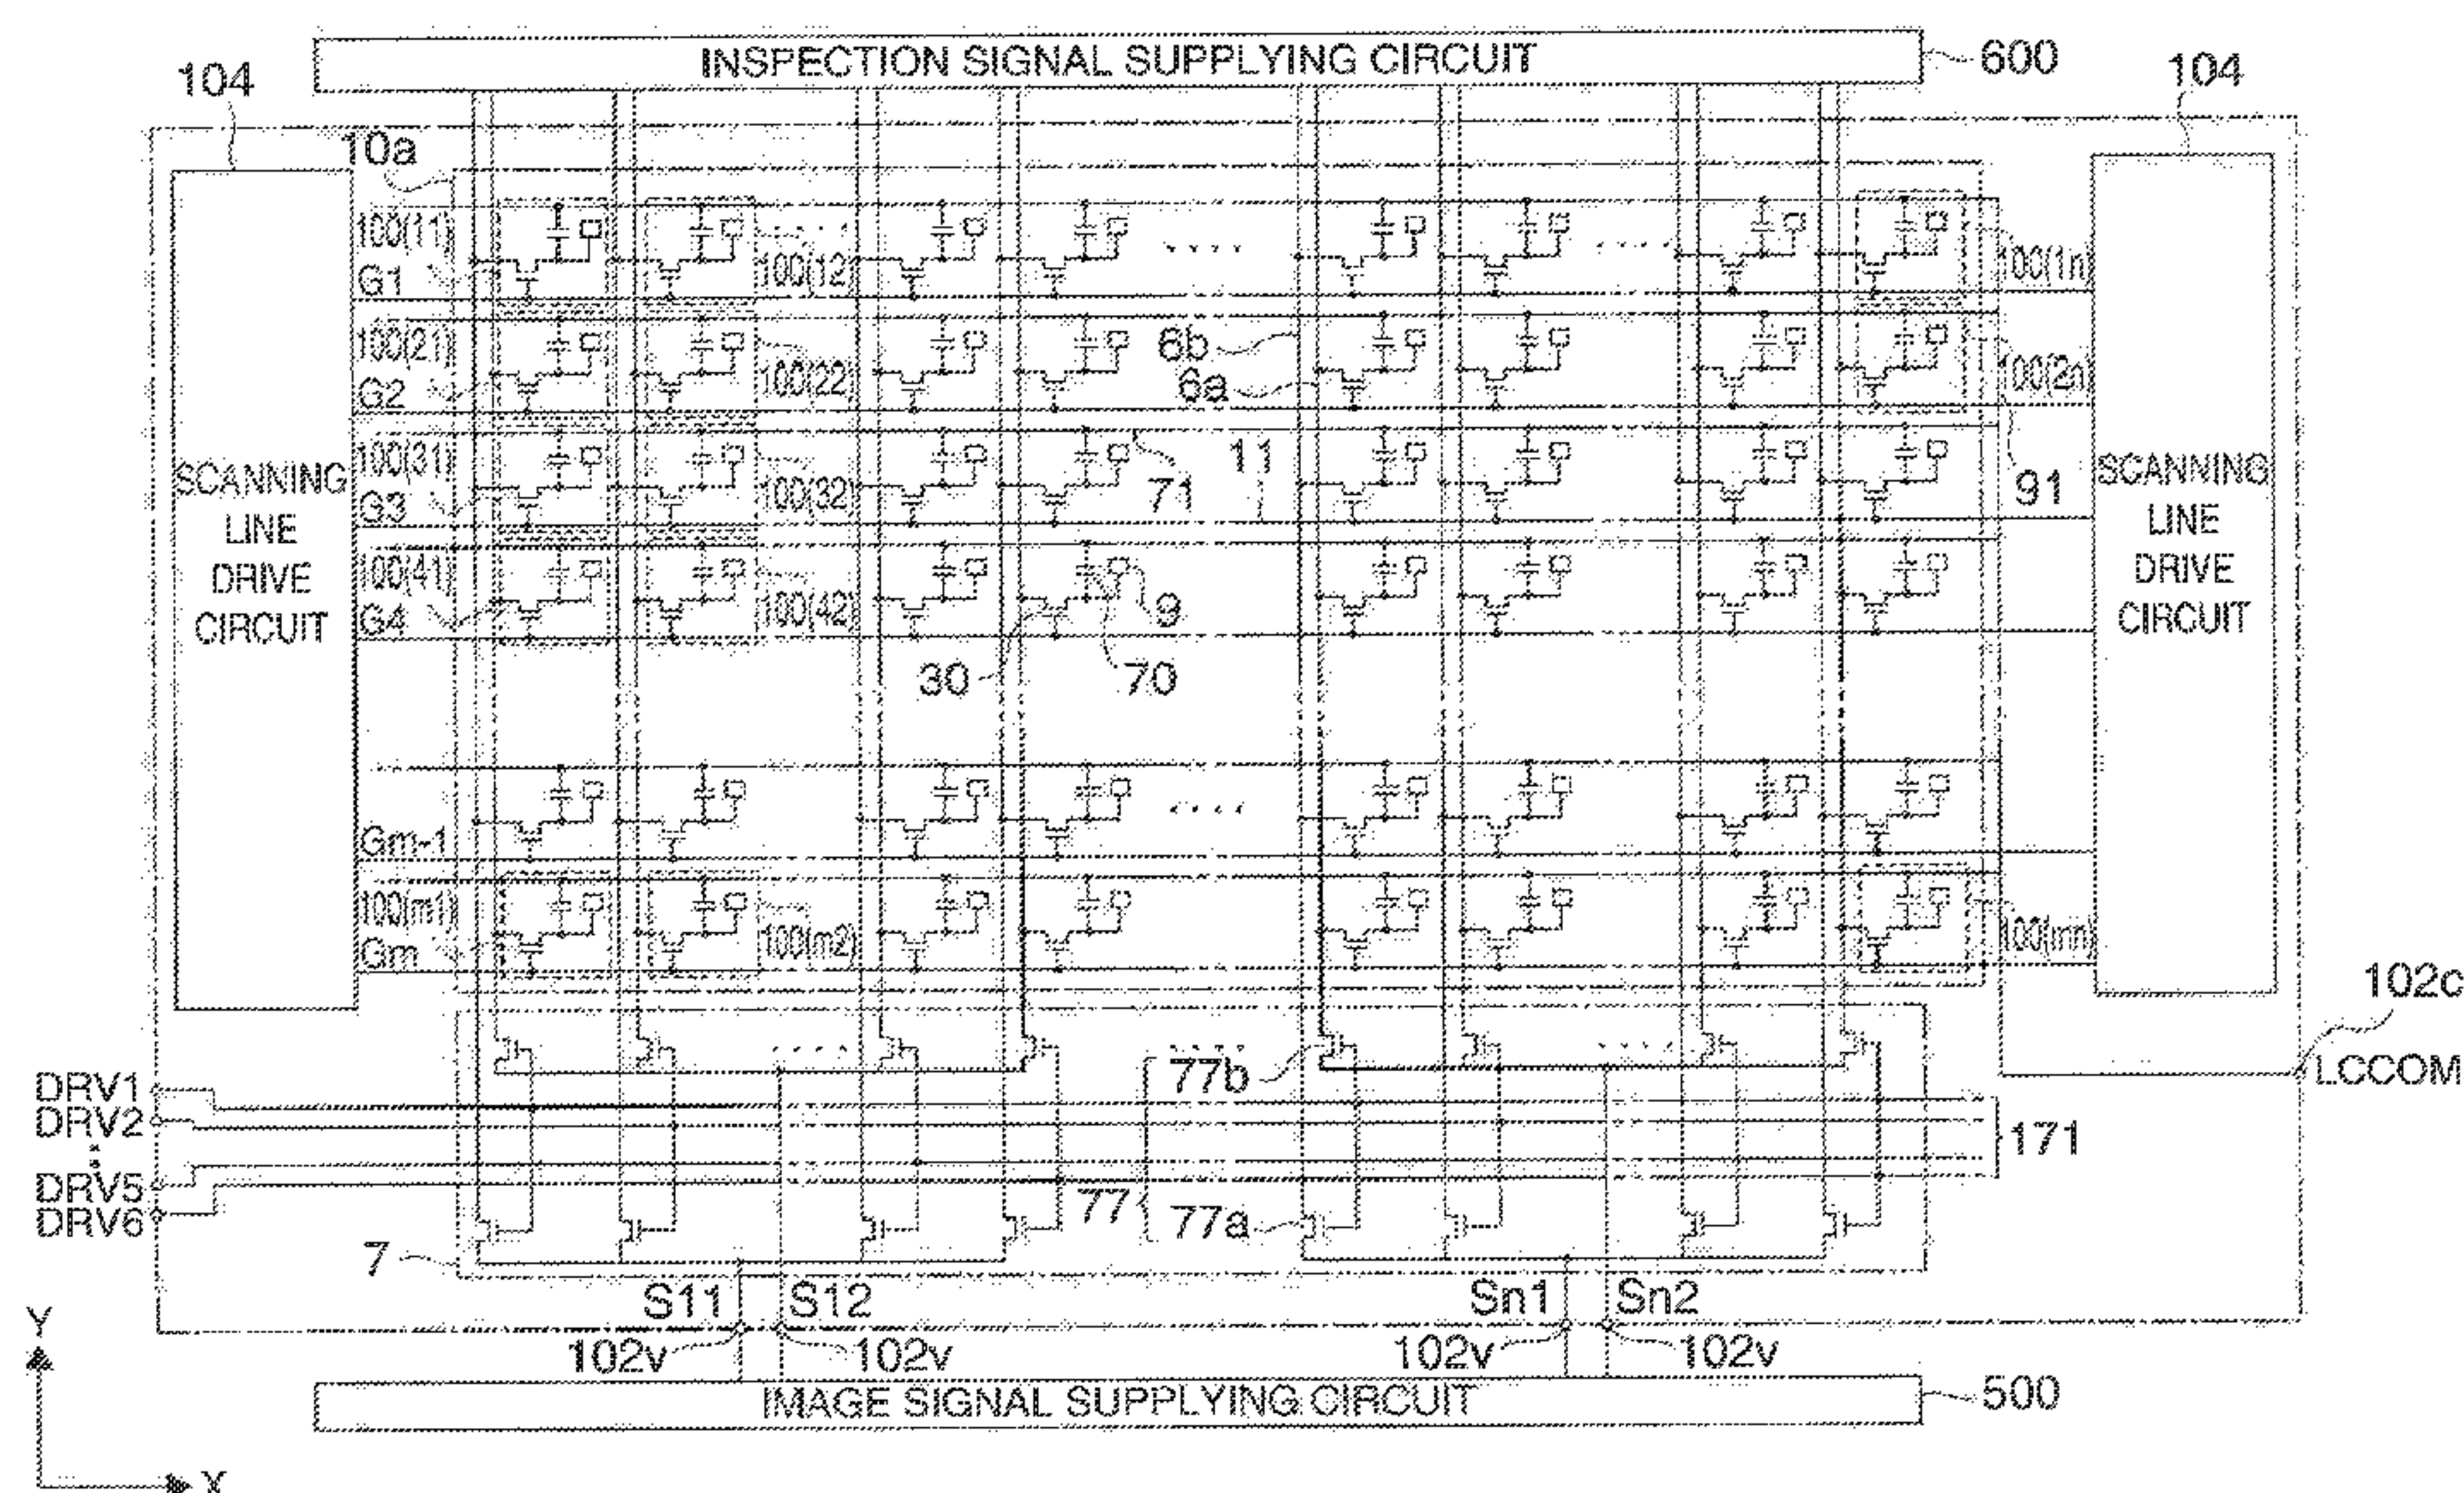 INSPECTION SIGNAL SUPPLYING CIRCUIT
600
104
104
10a
100(11)
G1
100(12)
100(1n)
100(21)
G2
100(22)
6b
6a
100(2n)
91
100(31)
G3
100(32)
71
11
SCANNING
LINE
DRIVE
CIRCUIT
SCANNING
LINE
DRIVE
CIRCUIT
100(41)
G4
100(42)
30
70
9
Gm-1
100(m1)
Gm
100(m2)
100(mn)
102c
LCCOM
DRV1
DRV2
DRV5
DRV6
77b
77
77a
171
7
S11
S12
Sn1
Sn2
102v
102v
102v
102v
IMAGE SIGNAL SUPPLYING CIRCUIT
500
Y
X